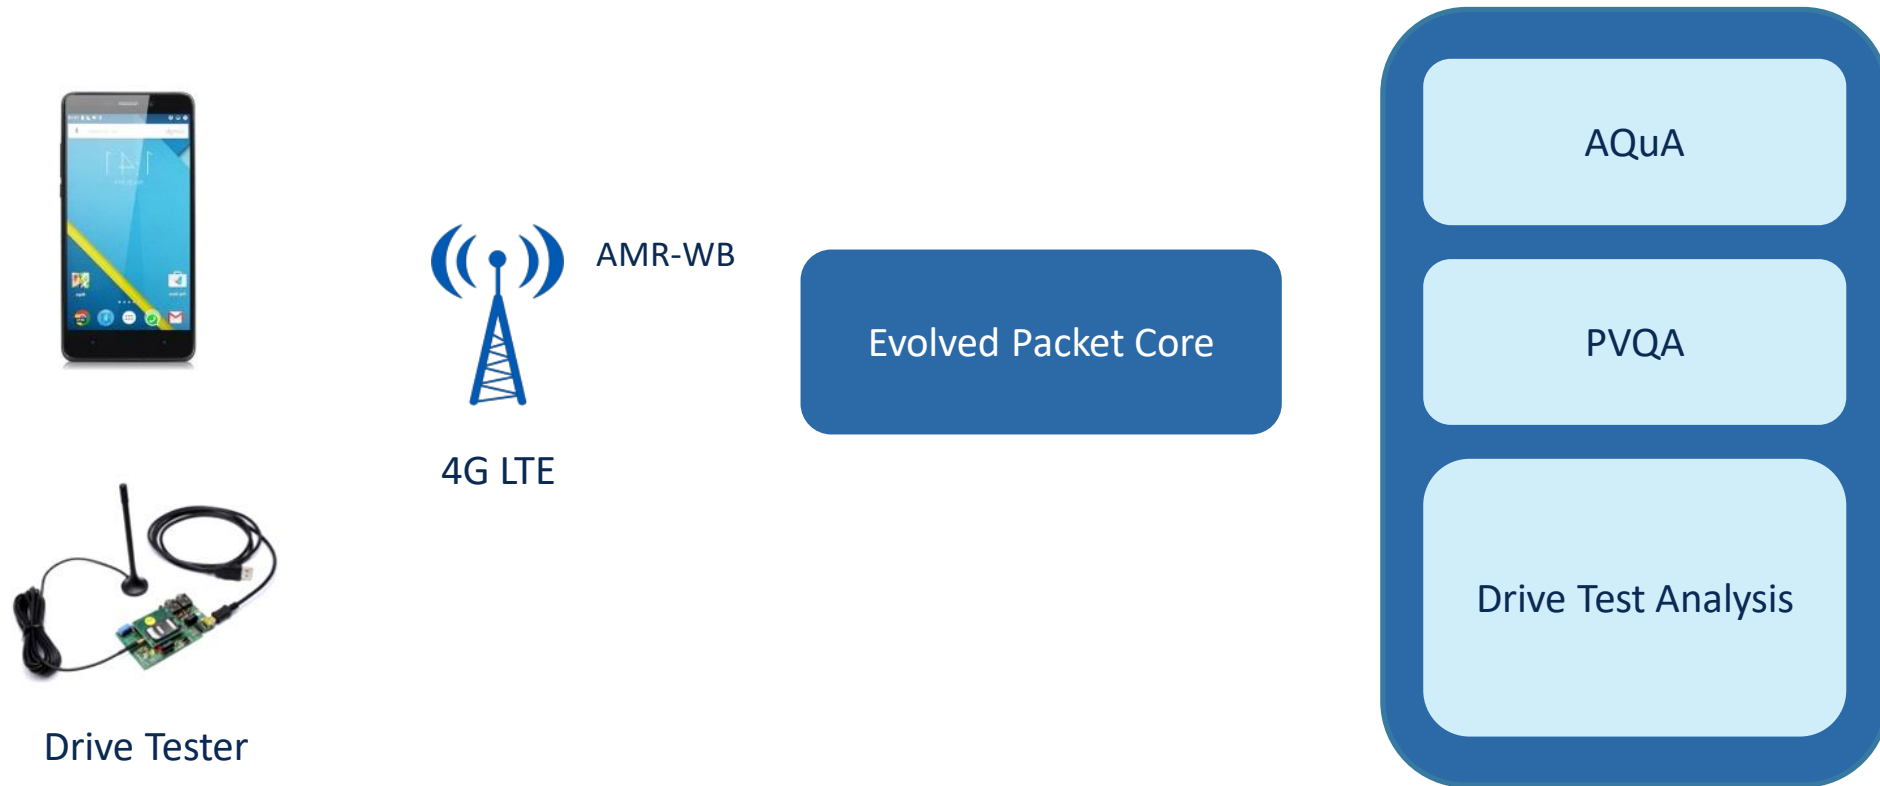 AQuA
AMR-WB
Evolved Packet Core
PVQA
4G LTE
Drive Test Analysis
Drive Tester